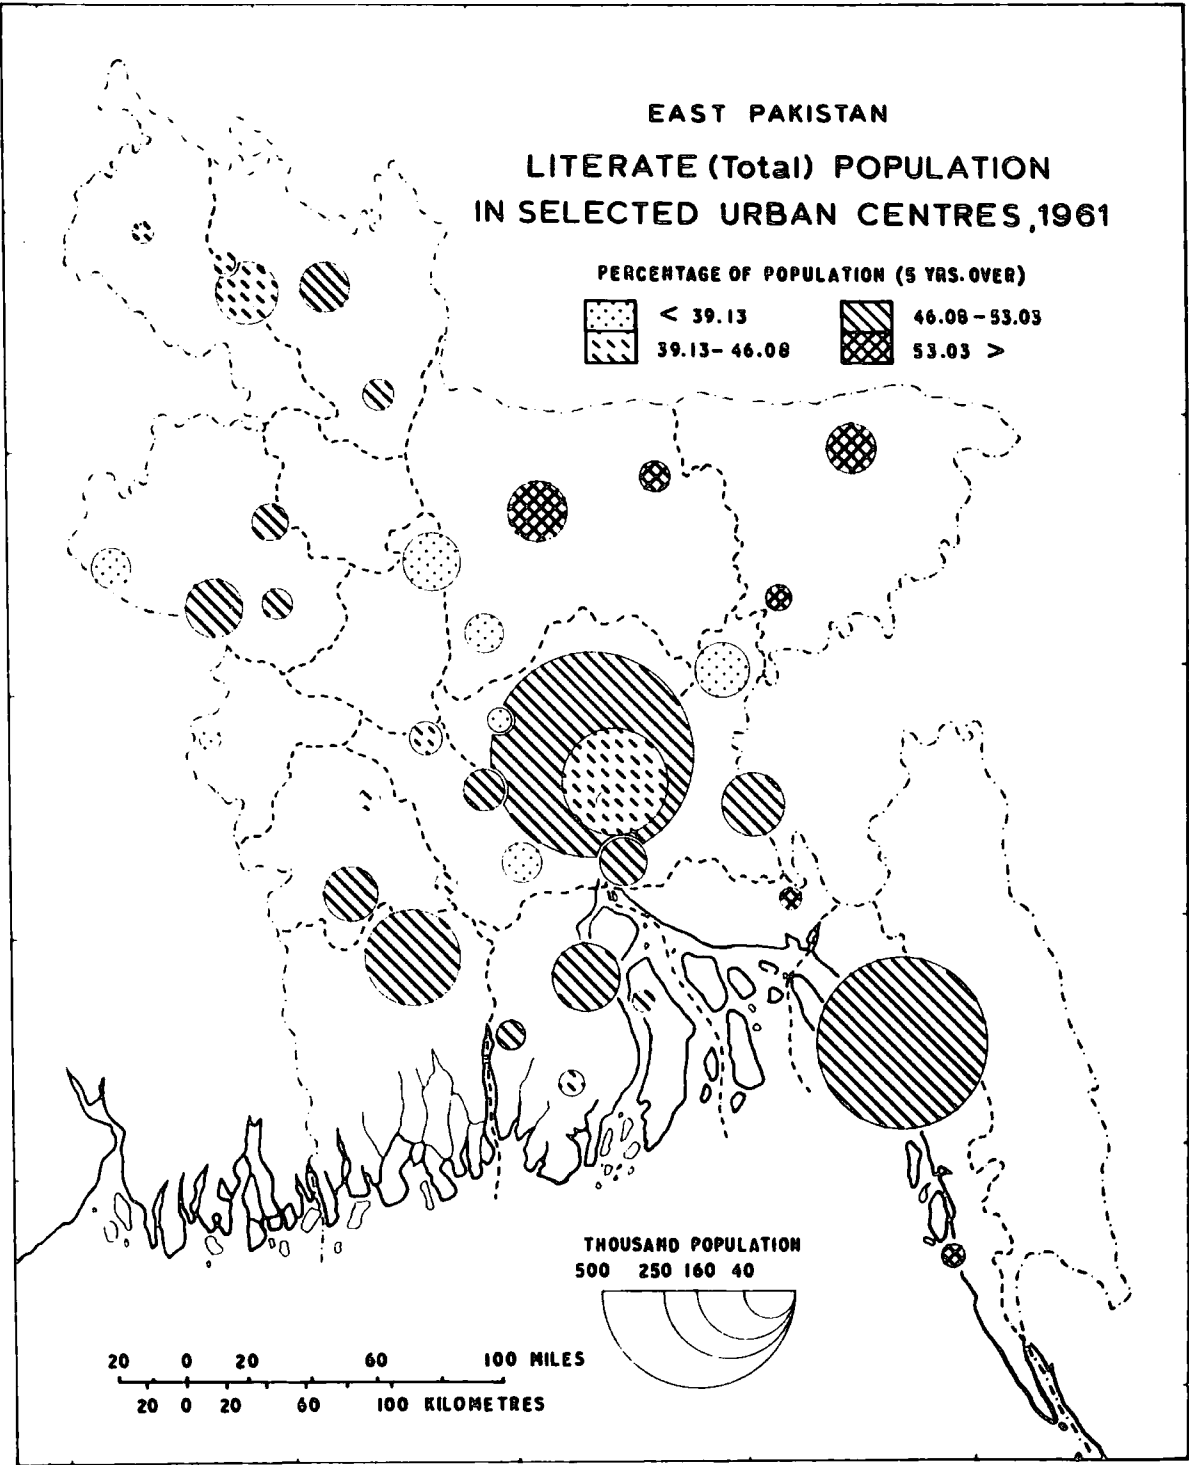 EAST PAKISTAN
LITERATE (Total) POPULATION
IN SELECTED URBAN CENTRES, 1961
PERCENTAGE OF POPULATION (5 YRS. OVER)
< 39.13
46.08-53.03
39.13-46.08
53.03 >
THOUSAND POPULATION
500 250 160 40
20 0 20 60 100 MILES
20 0 20 60 100 KILOMETRES